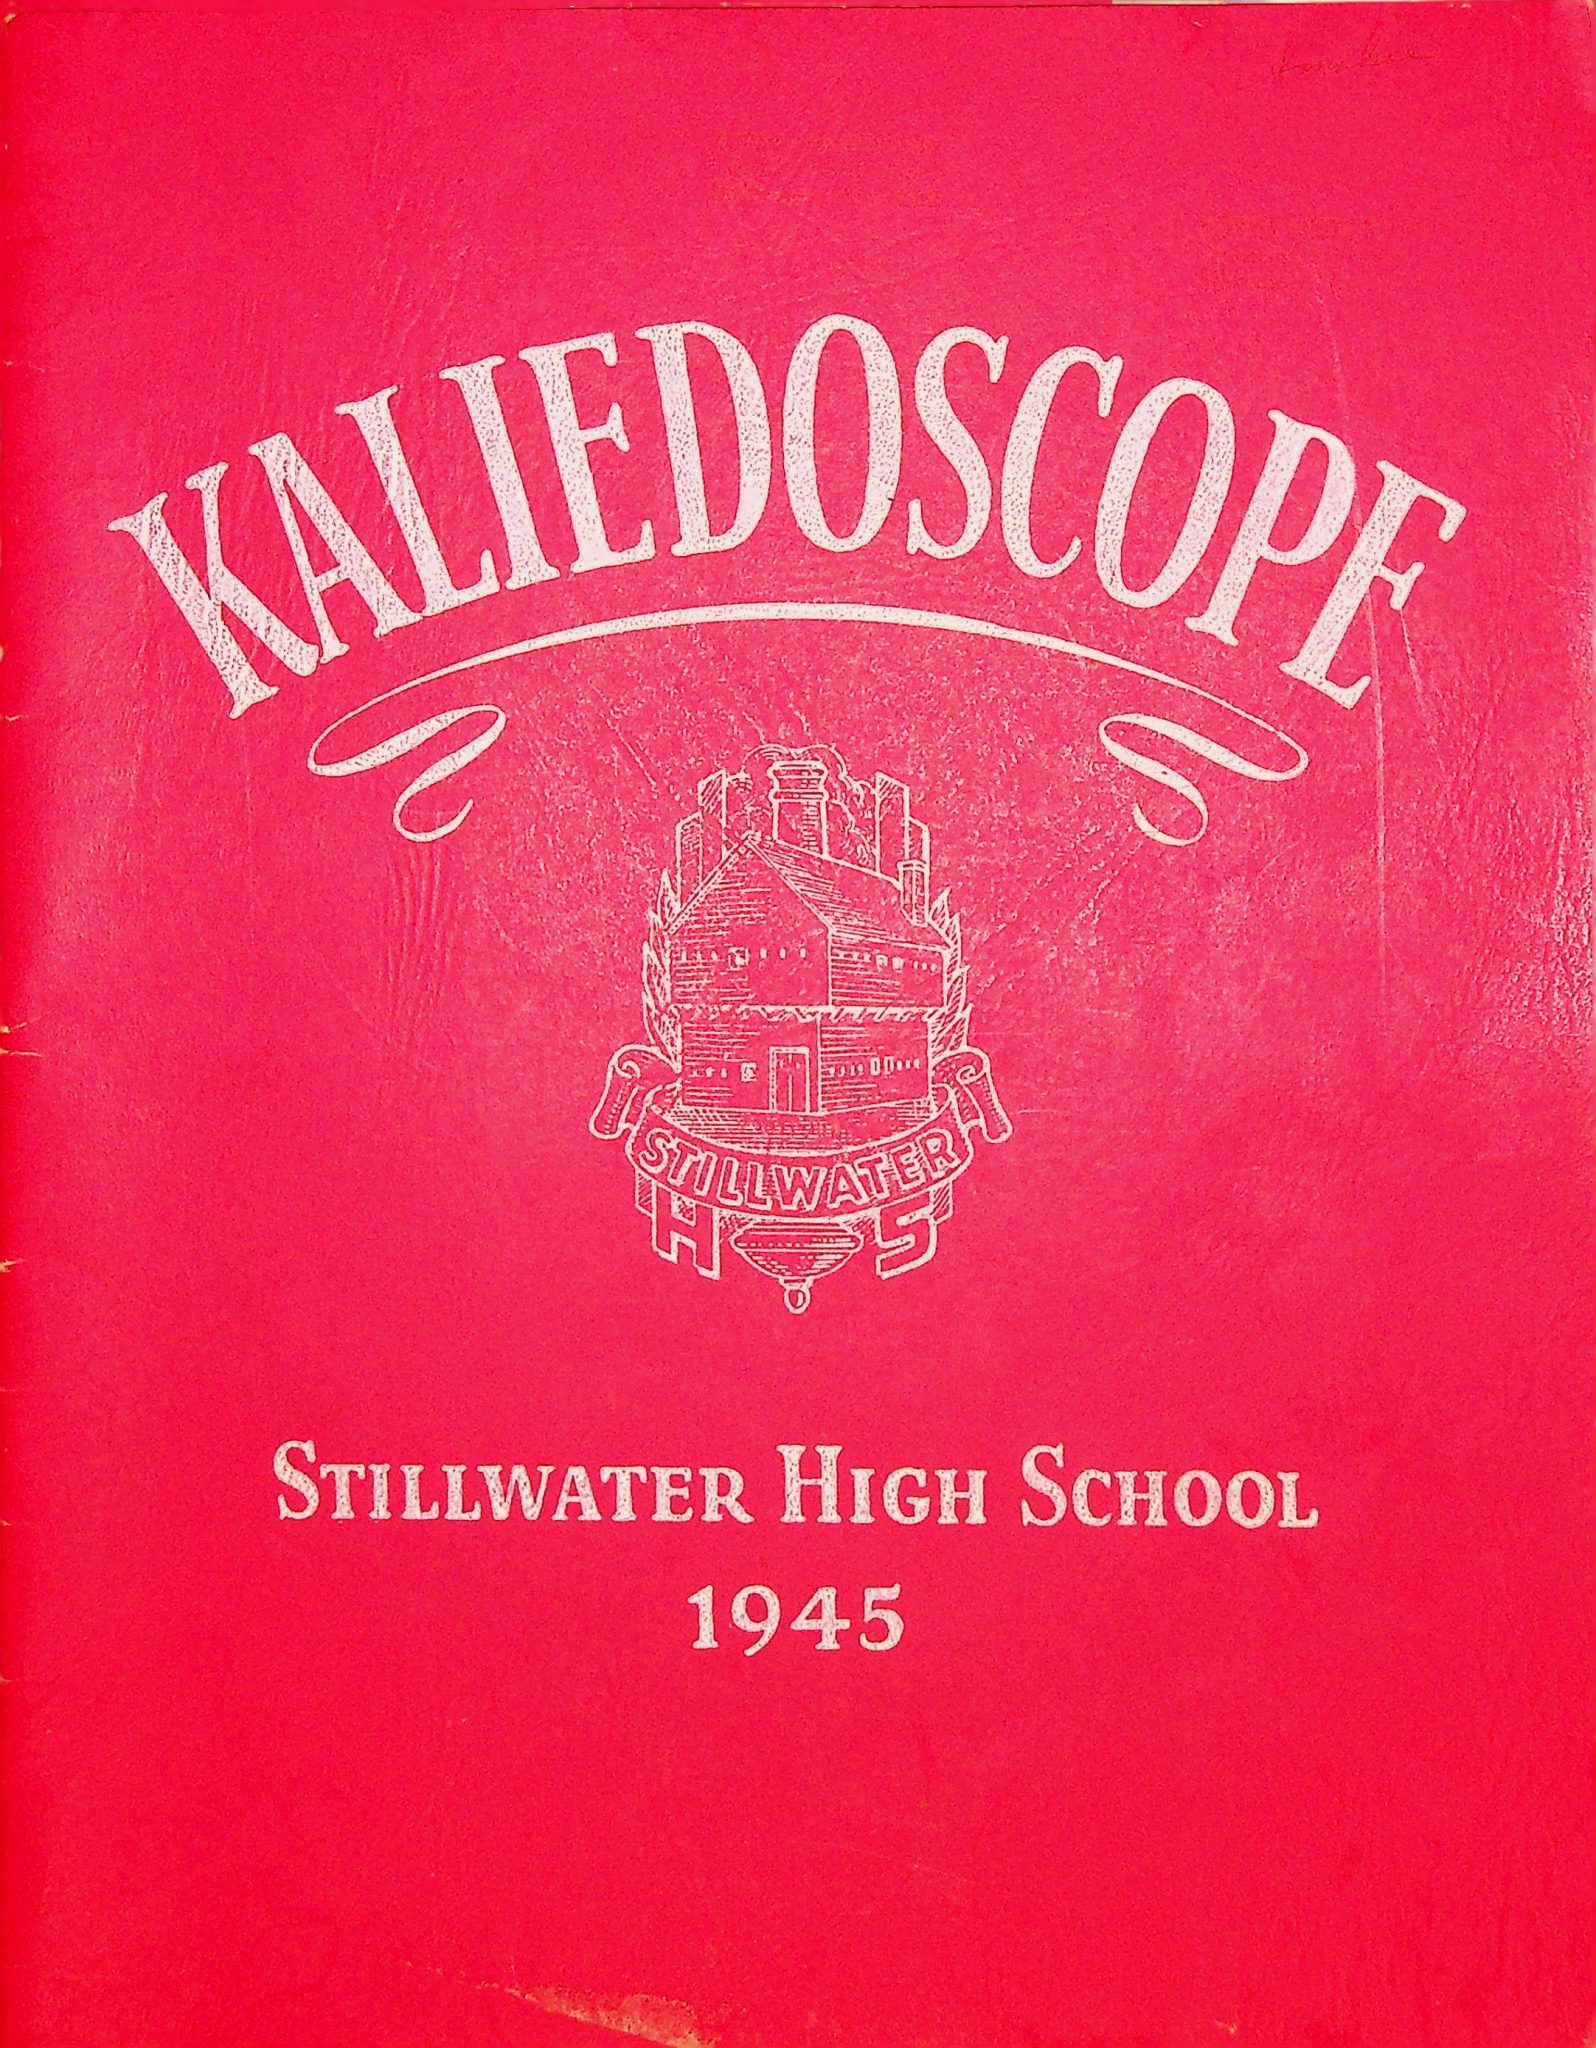 KALIEDOSCOPE
STILLWATER
H S
STILLWATER HIGH SCHOOL
1945